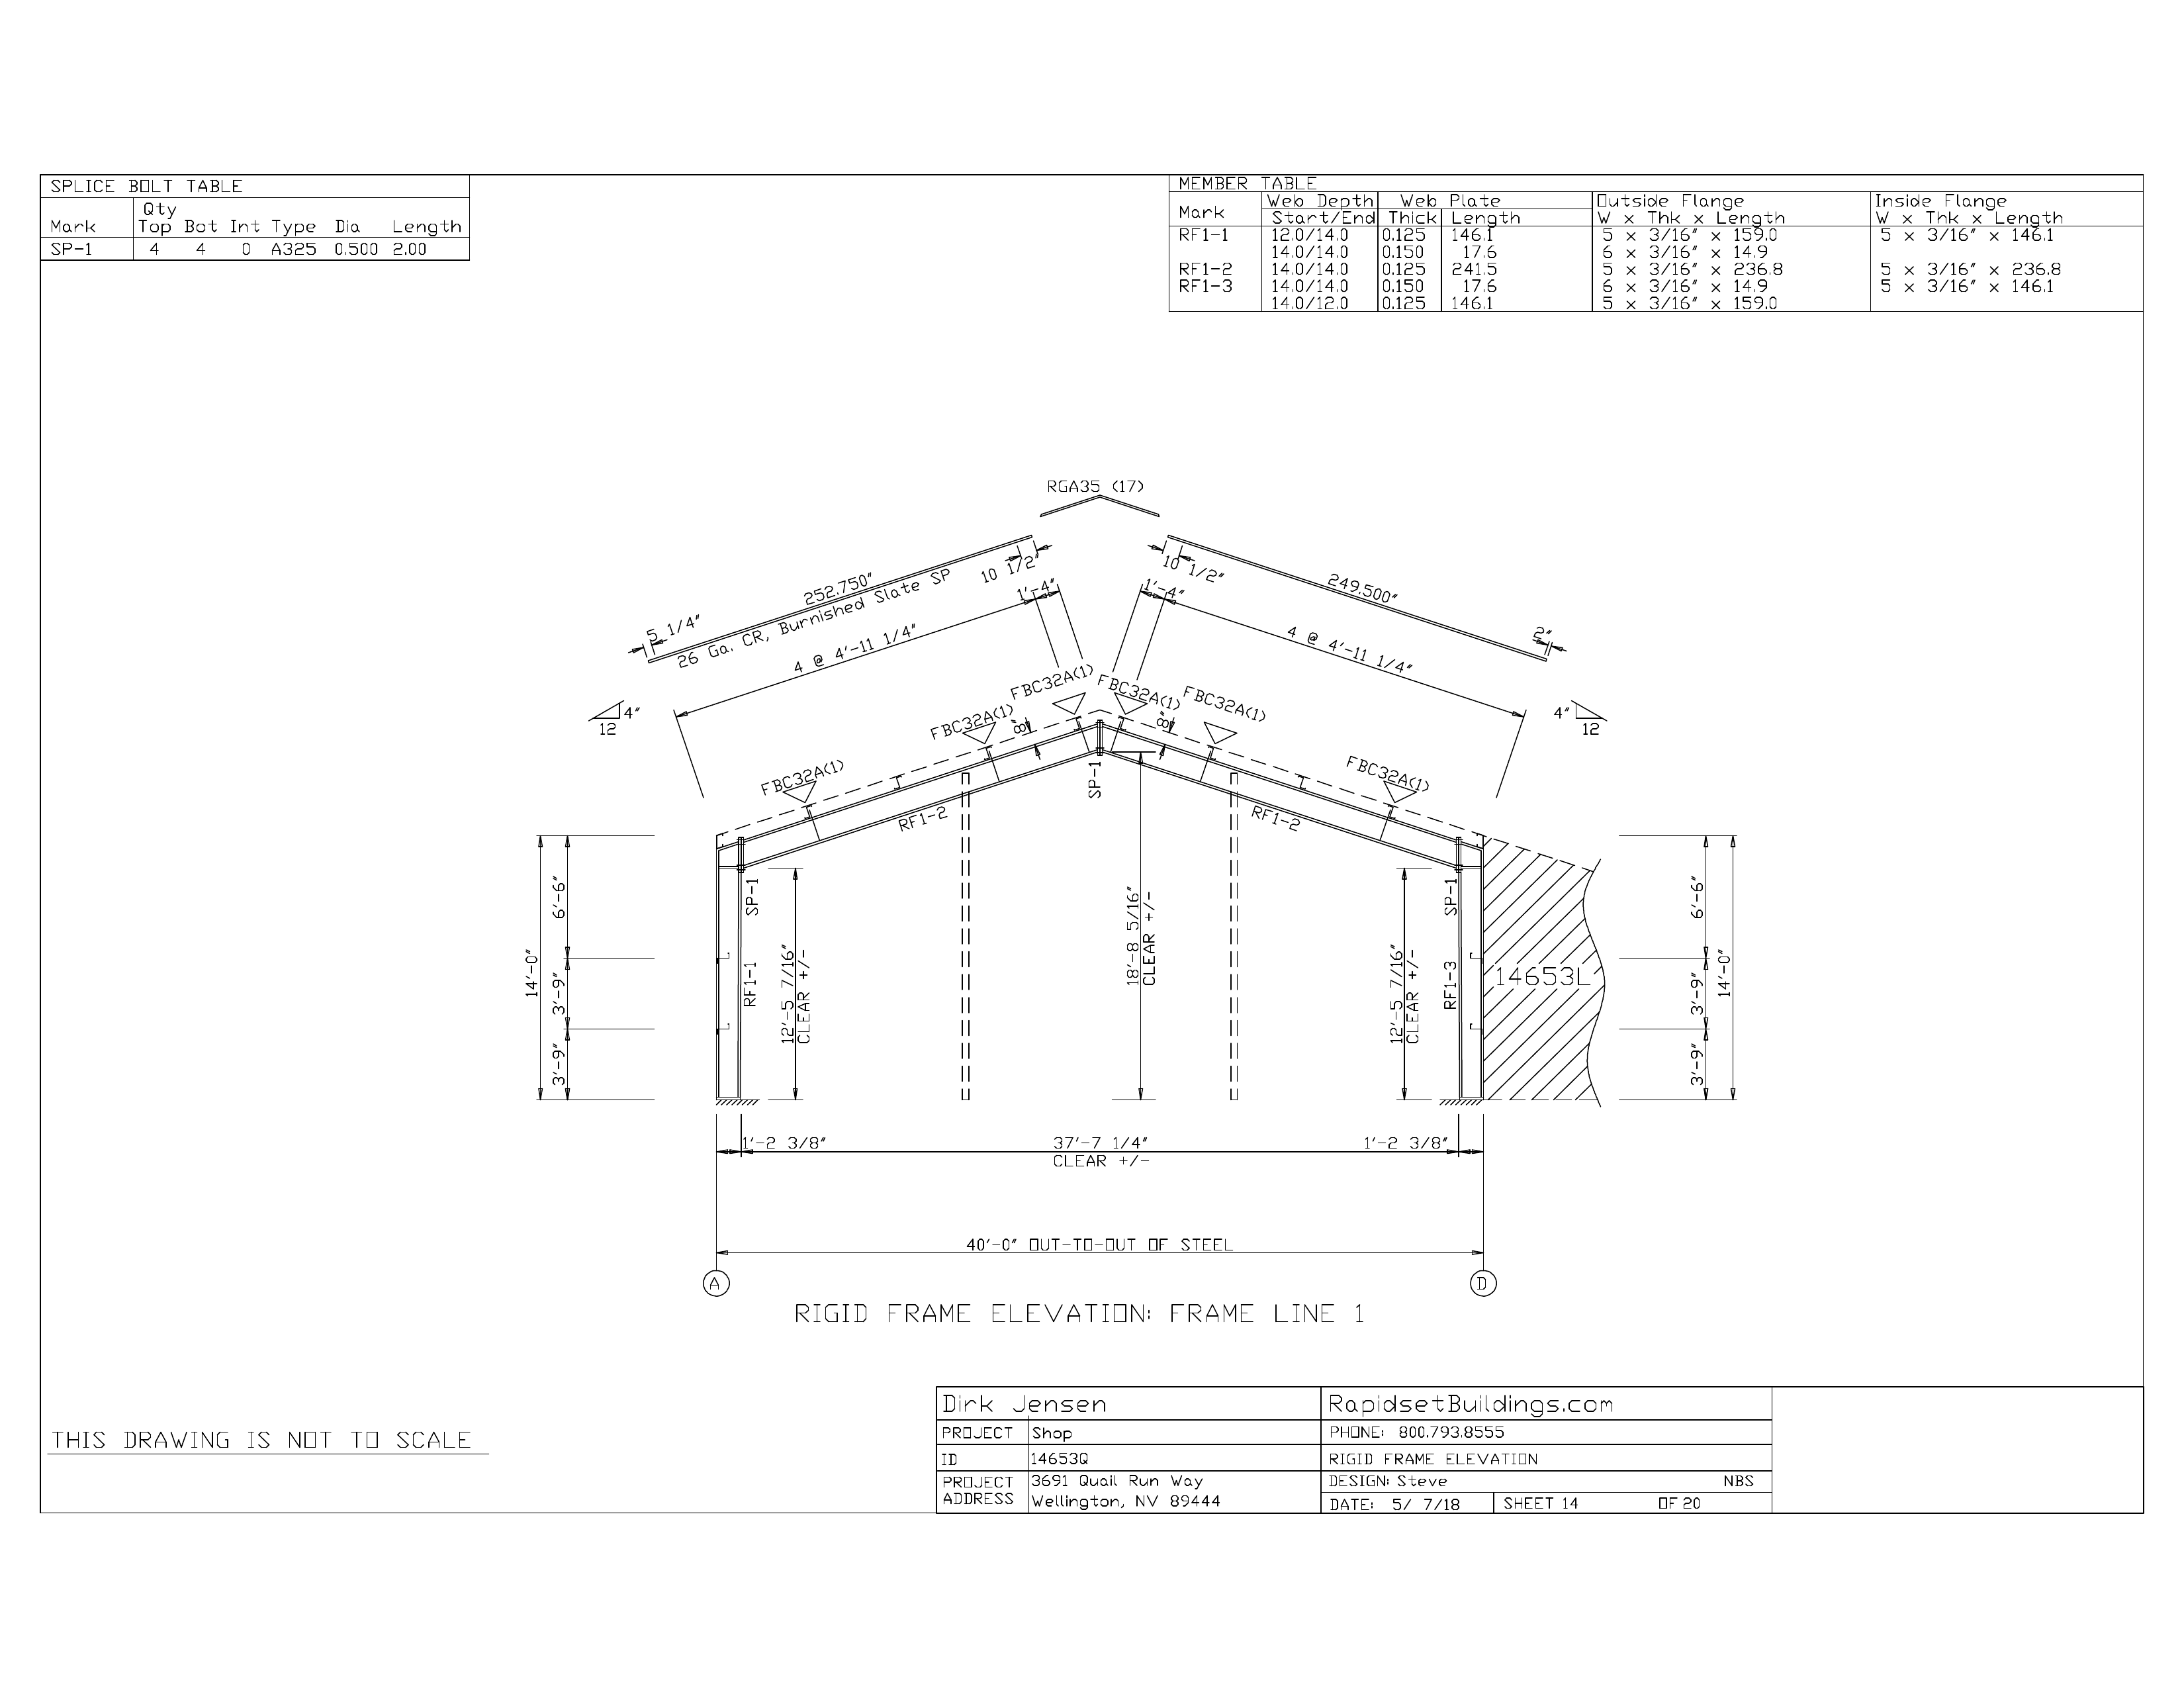 SPLICE BOLT TABLE
Qty
Mark Top Bot Int Type Dia Length
SP-1 4 4 0 A325 0.500 2.00
MEMBER TABLE
Web Depth Web Plate Outside Flange Inside Flange
Mark Start/End Thick Length W x Thk x Length W x Thk x Length
RF1-1 12.0/14.0 0.125 146.1 5 x 3/16" x 159.0 5 x 3/16" x 146.1
14.0/14.0 0.150 17.6 6 x 3/16" x 14.9
RF1-2 14.0/14.0 0.125 241.5 5 x 3/16" x 236.8 5 x 3/16" x 236.8
RF1-3 14.0/14.0 0.150 17.6 6 x 3/16" x 14.9 5 x 3/16" x 146.1
14.0/12.0 0.125 146.1 5 x 3/16" x 159.0
RGA35 (17)
252.750"
26 Ga. CR, Burnished Slate SP
10 1/2"
5 1/4"
4 @ 4'-11 1/4"
1'-4"
10 1/2"
1'-4"
249.500"
2"
4 @ 4'-11 1/4"
4"
12
4"
12
FBC32A(1)
FBC32A(1)
FBC32A(1)
FBC32A(1)
FBC32A(1)
FBC32A(1)
8"
8"
SP-1
RF1-2
RF1-2
SP-1
SP-1
RF1-1
RF1-3
14'-0"
6'-6"
3'-9"
3'-9"
12'-5 7/16"
CLEAR +/-
18'-8 5/16"
CLEAR +/-
12'-5 7/16"
CLEAR +/-
14653L
6'-6"
3'-9"
3'-9"
14'-0"
1'-2 3/8"
37'-7 1/4"
CLEAR +/-
1'-2 3/8"
40'-0" OUT-TO-OUT OF STEEL
A
D
RIGID FRAME ELEVATION: FRAME LINE 1
THIS DRAWING IS NOT TO SCALE
Dirk Jensen
PROJECT Shop
ID 14653Q
PROJECT ADDRESS
3691 Quail Run Way
Wellington, NV 89444
RapidsetBuildings.com
PHONE: 800.793.8555
RIGID FRAME ELEVATION
DESIGN: Steve NBS
DATE: 5/ 7/18 SHEET 14 OF 20